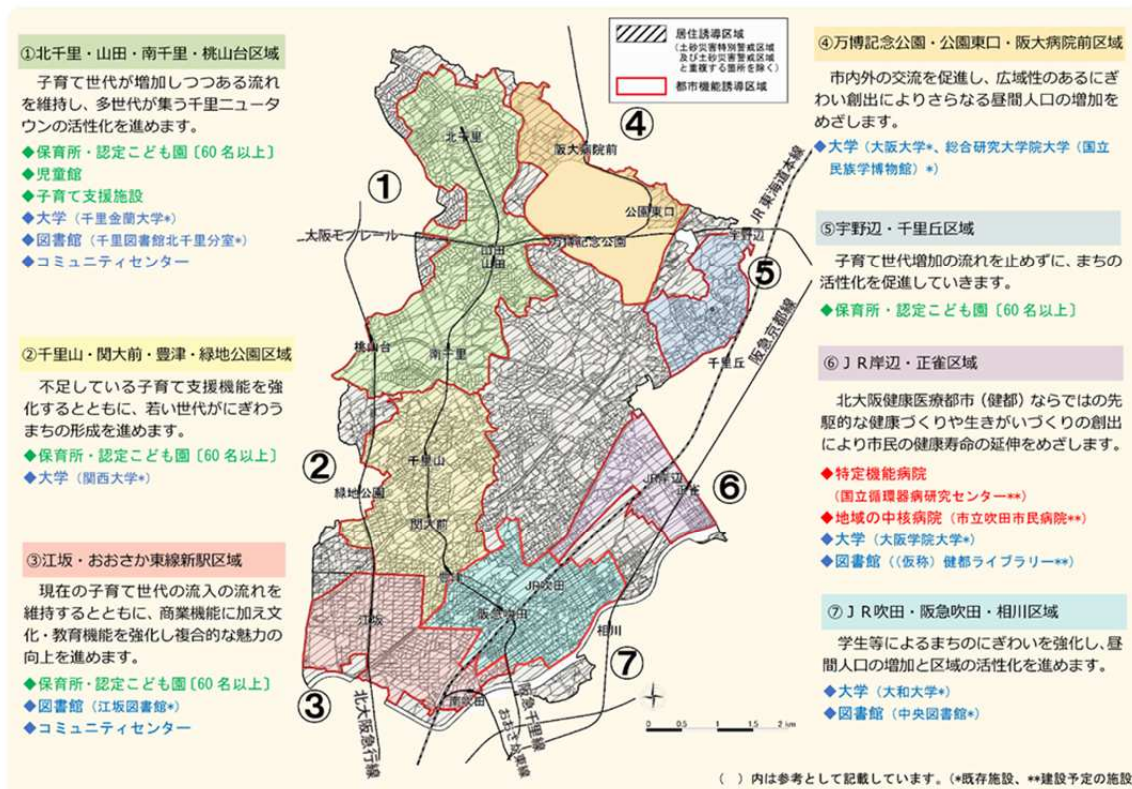 ①北千里・山田・南千里・桃山台区域
子育て世代が増加しつつある流れ
を維持し、多世代が集う千里ニュータ
ウンの活性化を進めます。
◆保育所・認定こども園〔60名以上〕
◆児童館
◆子育て支援施設
◆大学（千里金蘭大学*）
◆図書館（千里図書館北千里分室*）
◆コミュニティセンター
②千里山・関大前・豊津・緑地公園区域
不足している子育て支援機能を強
化するとともに、若い世代がにぎわう
まちの形成を進めます。
◆保育所・認定こども園〔60名以上〕
◆大学（関西大学*）
③江坂・おおさか東線新駅区域
現在の子育て世代の流入の流れを
維持するとともに、商業機能に加え文
化・教育機能を強化し複合的な魅力の
向上を進めます。
◆保育所・認定こども園〔60名以上〕
◆図書館（江坂図書館*）
◆コミュニティセンター
居住誘導区域
（土砂災害特別警戒区域
及び土砂災害警戒区域
と重複する箇所を除く）
都市機能誘導区域
①
②
③
④
⑤
⑥
⑦
北千里
阪大病院前
公園東口
大阪モノレール
山田
山田
万博記念公園
宇野辺
JR東海道本線
阪急京都線
桃山台
南千里
千里丘
千里山
緑地公園
関大前
JR岸辺
正雀
豊津
JR吹田
阪急吹田
江坂
相川
南吹田
北大阪急行線
阪急千里線
おおさか東線
0 0.5 1 1.5 2 km
④万博記念公園・公園東口・阪大病院前区域
市内外の交流を促進し、広域性のあるにぎ
わい創出によりさらなる昼間人口の増加を
めざします。
◆大学（大阪大学*、総合研究大学院大学（国立
民族学博物館）*）
⑤宇野辺・千里丘区域
子育て世代増加の流れを止めずに、まちの
活性化を促進していきます。
◆保育所・認定こども園〔60名以上〕
⑥ＪＲ岸辺・正雀区域
北大阪健康医療都市（健都）ならではの先
駆的な健康づくりや生きがいづくりの創出
により市民の健康寿命の延伸をめざします。
◆特定機能病院
（国立循環器病研究センター**）
◆地域の中核病院（市立吹田市民病院**）
◆大学（大阪学院大学*）
◆図書館（（仮称）健都ライブラリー**）
⑦ＪＲ吹田・阪急吹田・相川区域
学生等によるまちのにぎわいを強化し、昼
間人口の増加と区域の活性化を進めます。
◆大学（大和大学*）
◆図書館（中央図書館*）
（　）内は参考として記載しています。（*既存施設、**建設予定の施設